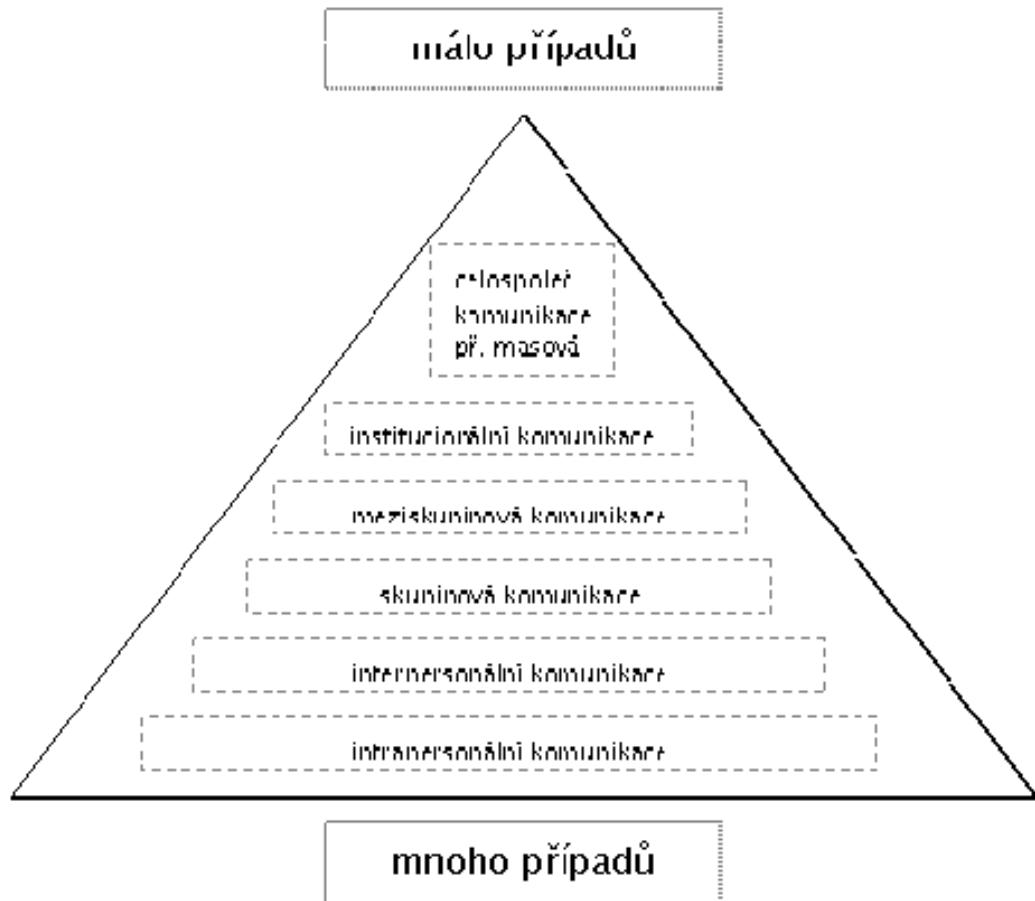 málo případů
celospoleč
komunikace
př. masová
institucionální komunikace
meziskupinová komunikace
skupinová komunikace
interpersonální komunikace
intrapersonální komunikace
mnoho případů